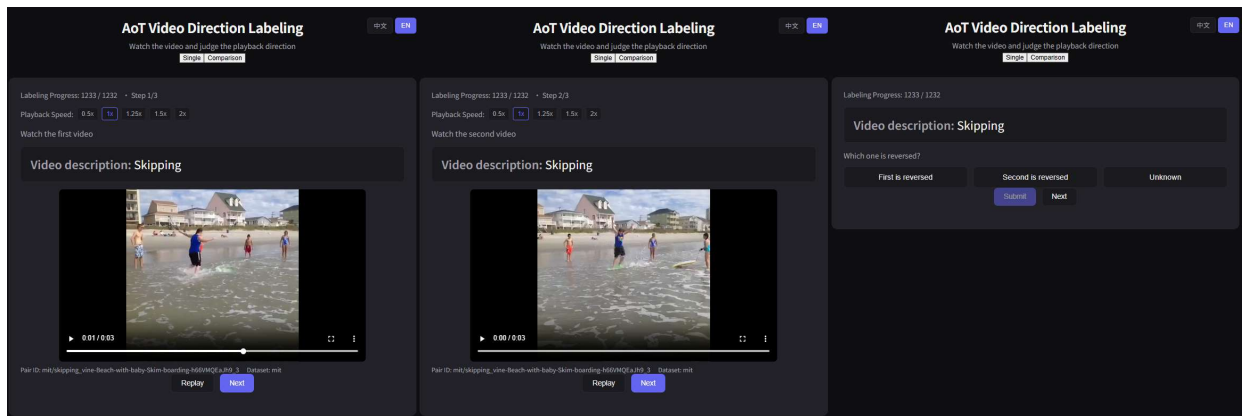 AoT Video Direction Labeling
中文 EN
Watch the video and judge the playback direction
Single Comparison
Labeling Progress: 1233 / 1232 • Step 1/3
Playback Speed: 0.5x 1x 1.25x 1.5x 2x
Watch the first video
Video description: Skipping
0:01 / 0:03
Pair ID: mit/skipping_vine-Beach-with-baby-Skim-boarding-h66VMQEaJh9_3 Dataset: mit
Replay Next
AoT Video Direction Labeling
中文 EN
Watch the video and judge the playback direction
Single Comparison
Labeling Progress: 1233 / 1232 • Step 2/3
Playback Speed: 0.5x 1x 1.25x 1.5x 2x
Watch the second video
Video description: Skipping
0:00 / 0:03
Pair ID: mit/skipping_vine-Beach-with-baby-Skim-boarding-h66VMQEaJh9_3 Dataset: mit
Replay Next
AoT Video Direction Labeling
中文 EN
Watch the video and judge the playback direction
Single Comparison
Labeling Progress: 1233 / 1232
Video description: Skipping
Which one is reversed?
First is reversed Second is reversed Unknown
Submit Next